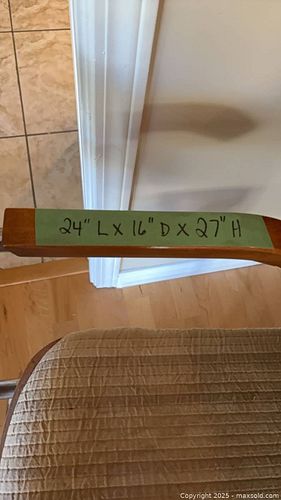 24" L X 16" D X 27" H
Copyright 2025 - maxsold.com